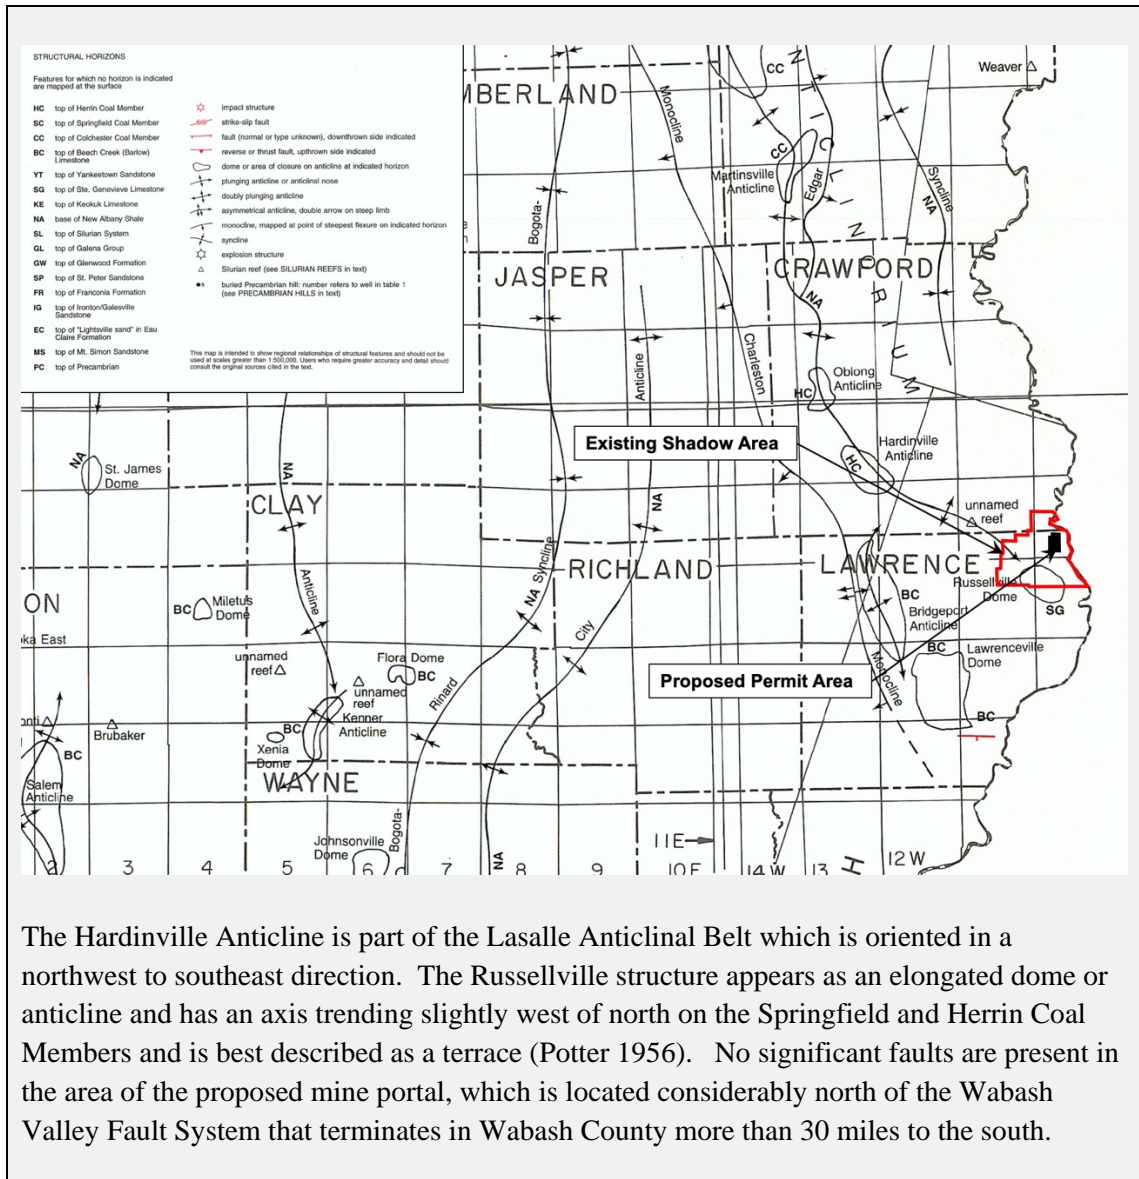 STRUCTURAL HORIZONS
Features for which no horizon is indicated
are mapped at the surface
HC top of Herrin Coal Member
SC top of Springfield Coal Member
CC top of Colchester Coal Member
BC top of Beech Creek (Barlow)
Limestone
YT top of Yankeetown Sandstone
SG top of Ste. Genevieve Limestone
KE top of Keokuk Limestone
NA base of New Albany Shale
SL top of Silurian System
GL top of Galena Group
GW top of Glenwood Formation
SP top of St. Peter Sandstone
FR top of Franconia Formation
IG top of Ironton/Galesville
Sandstone
EC top of "Lightsville sand" in Eau
Claire Formation
MS top of Mt. Simon Sandstone
PC top of Precambrian
impact structure
strike-slip fault
fault (normal or type unknown), downthrown side indicated
reverse or thrust fault, upthrown side indicated
dome or area of closure on anticline at indicated horizon
plunging anticline or anticlinal nose
doubly plunging anticline
asymmetrical anticline, double arrow on steep limb
monocline, mapped at point of steepest flexure on indicated horizon
syncline
explosion structure
Silurian reef (see SILURIAN REEFS in text)
buried Precambrian hill: number refers to well in table 1
(see PRECAMBRIAN HILLS in text)
This map is intended to show regional relationships of structural features and should not be
used at scales greater than 1:500,000. Users who require greater accuracy and detail should
consult the original sources cited in the text.
MBERLAND
CC
Weaver
Monocline
NTICLINORIUM
CC
Martinsville
Anticline
Edgar
Syncline
NA
Bogota-
JASPER
CRAWFORD
NA
Anticline
Charleston
Oblong
Anticline
HC
Existing Shadow Area
Hardinville
Anticline
HC
NA
St. James
Dome
NA
CLAY
NA
unnamed
reef
RICHLAND
LAWRENCE
Russellville
Dome
SG
BC
Bridgeport
Anticline
Anticline
NA Syncline
City
ON
BC
Miletus
Dome
ka East
unnamed
reef
Flora Dome
BC
unnamed
reef
Rinard
Monocline
BC
Lawrenceville
Dome
BC
Proposed Permit Area
onti
Brubaker
BC
BC
Kenner
Anticline
Xenia
Dome
WAYNE
Salem
Anticline
Johnsonville
Dome
Bogota-
NA
11E
2 3 4 5 6 7 8 9 10E 14W 13 12W
H
The Hardinville Anticline is part of the Lasalle Anticlinal Belt which is oriented in a
northwest to southeast direction. The Russellville structure appears as an elongated dome or
anticline and has an axis trending slightly west of north on the Springfield and Herrin Coal
Members and is best described as a terrace (Potter 1956). No significant faults are present in
the area of the proposed mine portal, which is located considerably north of the Wabash
Valley Fault System that terminates in Wabash County more than 30 miles to the south.